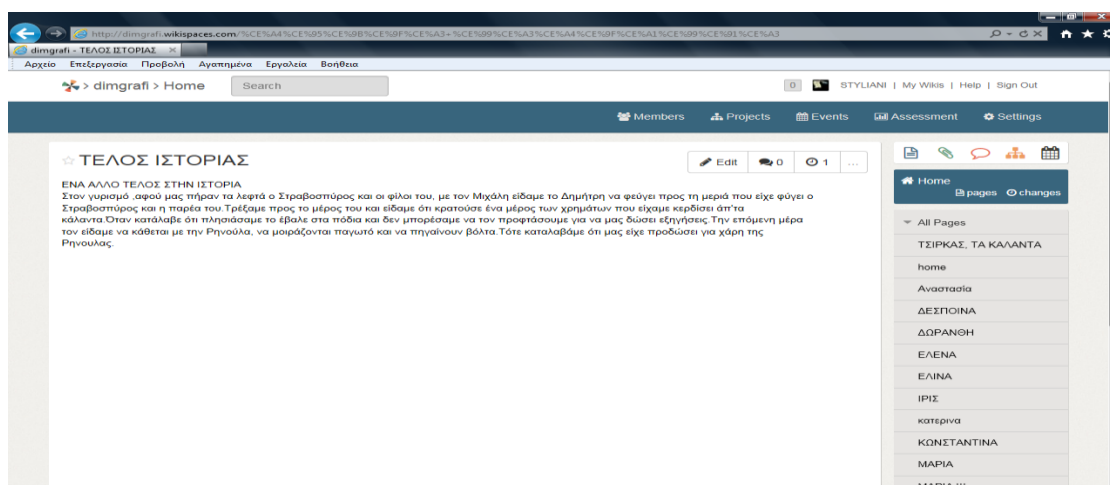 http://dimgrafi.wikispaces.com/%CE%A4%CE%95%CE%9B%CE%9F%CE%A3+%CE%99%CE%A3%CE%A4%CE%9F%CE%A1%CE%99%CE%91%CE%A3
dimgrafi - ΤΕΛΟΣ ΙΣΤΟΡΙΑΣ
Αρχείο Επεξεργασία Προβολή Αγαπημένα Εργαλεία Βοήθεια
> dimgrafi > Home Search 0 STYLIANI | My Wikis | Help | Sign Out
Members Projects Events Assessment Settings
ΤΕΛΟΣ ΙΣΤΟΡΙΑΣ
Edit 0 1 ...
ΕΝΑ ΑΛΛΟ ΤΕΛΟΣ ΣΤΗΝ ΙΣΤΟΡΙΑ
Στον γυρισμό ,αφού μας πήραν τα λεφτά ο Στραβοσπύρος και οι φίλοι του, με τον Μιχάλη είδαμε το Δημήτρη να φεύγει προς τη μεριά που είχε φύγει ο
Στραβοσπύρος και η παρέα του.Τρέξαμε προς το μέρος του και είδαμε ότι κρατούσε ένα μέρος των χρημάτων που είχαμε κερδίσει άπ'τα
κάλαντα.Όταν κατάλαβε ότι πλησιάσαμε το έβαλε στα πόδια και δεν μπορέσαμε να τον προφτάσουμε για να μας δώσει εξηγήσεις.Την επόμενη μέρα
τον είδαμε να κάθεται με την Ρηνούλα, να μοιράζονται παγωτό και να πηγαίνουν βόλτα.Τότε καταλαβάμε ότι μας είχε προδώσει για χάρη της
Ρηνουλας.
Home
pages changes
All Pages
ΤΣΙΡΚΑΣ, ΤΑ ΚΑΛΑΝΤΑ
home
Αναστασία
ΔΕΣΠΟΙΝΑ
ΔΩΡΑΝΘΗ
ΕΛΕΝΑ
ΕΛΙΝΑ
ΙΡΙΣ
κατερινα
ΚΩΝΣΤΑΝΤΙΝΑ
ΜΑΡΙΑ